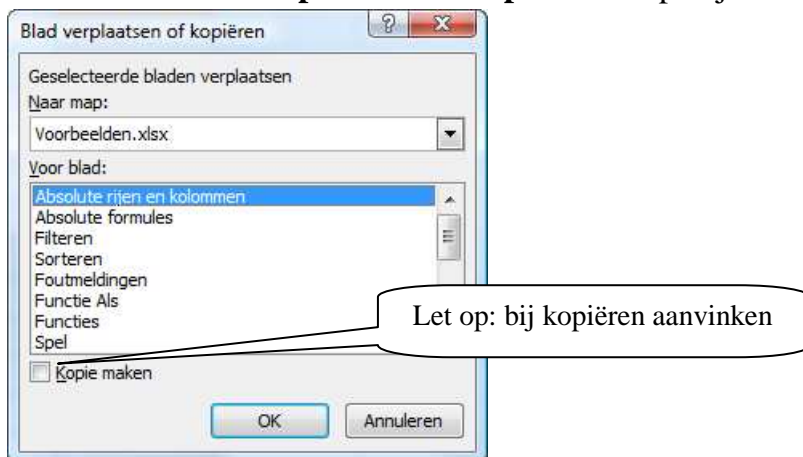 Blad verplaatsen of kopiëren
Geselecteerde bladen verplaatsen
Naar map:
Voorbeelden.xlsx
Voor blad:
Absolute rijen en kolommen
Absolute formules
Filteren
Sorteren
Foutmeldingen
Functie Als
Functies
Spel
Let op: bij kopiëren aanvinken
Kopie maken
OK
Annuleren